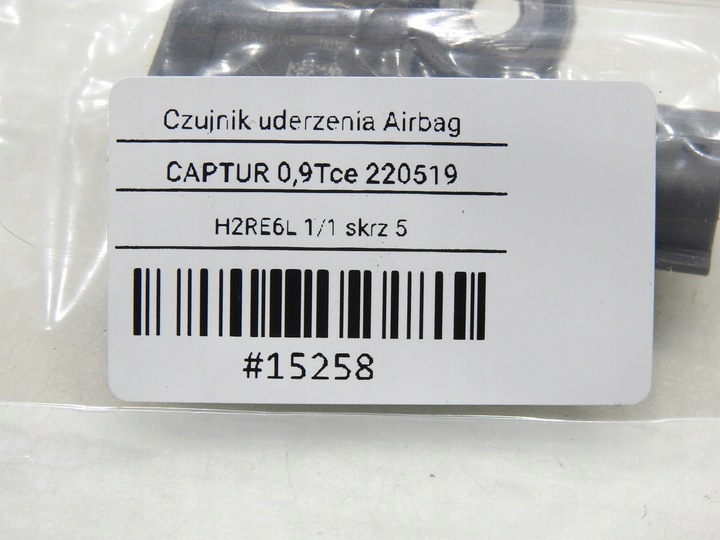 Czujnik uderzenia Airbag
CAPTUR 0,9Tce 220519
H2RE6L 1/1 skrz 5
#15258